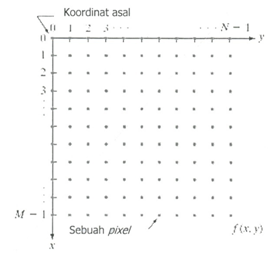 Koordinat asal
0 1 2 3 · · · · · · N − 1
0
y
1
2
3
M − 1
Sebuah pixel
f(x, y)
x